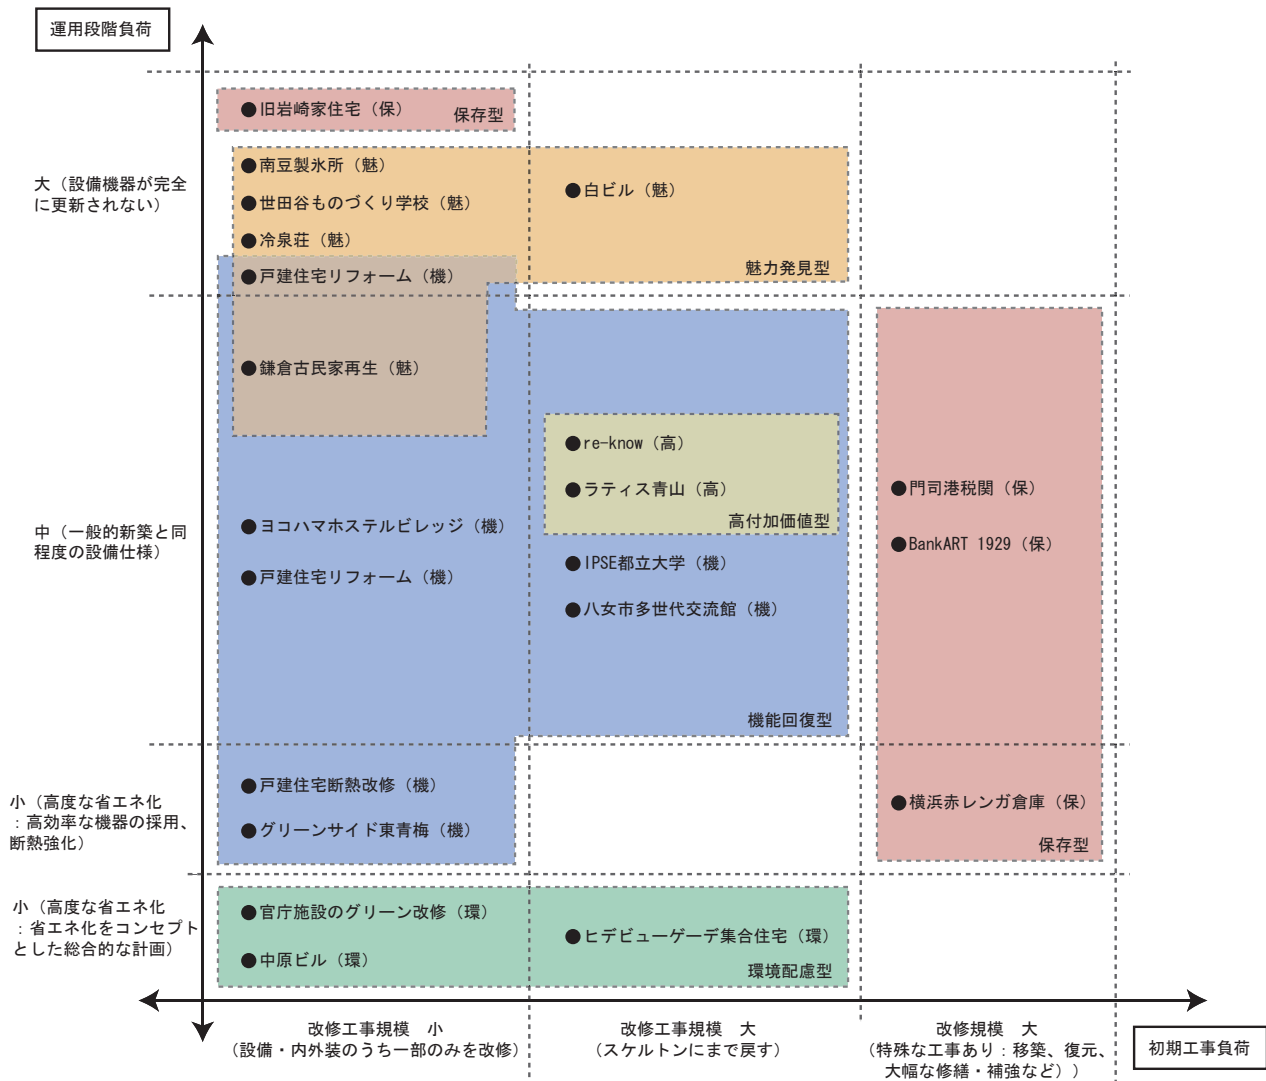 運用段階負荷
●旧岩崎家住宅（保）
保存型
大（設備機器が完全
に更新されない）
●南豆製氷所（魅）
●世田谷ものづくり学校（魅）
●冷泉荘（魅）
●白ビル（魅）
魅力発見型
●戸建住宅リフォーム（機）
●鎌倉古民家再生（魅）
中（一般的新築と同
程度の設備仕様）
●ヨコハマホステルビレッジ（機）
●戸建住宅リフォーム（機）
●re-know（高）
●ラティス青山（高）
高付加価値型
●IPSE都立大学（機）
●八女市多世代交流館（機）
機能回復型
●門司港税関（保）
●BankART 1929（保）
小（高度な省エネ化
：高効率な機器の採用、
断熱強化）
●戸建住宅断熱改修（機）
●グリーンサイド東青梅（機）
●横浜赤レンガ倉庫（保）
保存型
小（高度な省エネ化
：省エネ化をコンセプト
とした総合的な計画）
●官庁施設のグリーン改修（環）
●中原ビル（環）
●ヒデビューゲーデ集合住宅（環）
環境配慮型
改修工事規模　小
（設備・内外装のうち一部のみを改修）
改修工事規模　大
（スケルトンにまで戻す）
改修規模　大
（特殊な工事あり：移築、復元、
大幅な修繕・補強など））
初期工事負荷